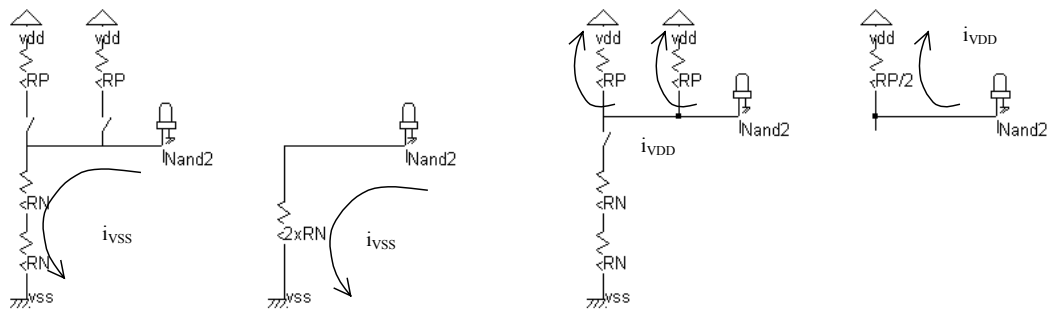 vdd
vdd
RP
RP
Nand2
RN
RN
iVSS
vss
Nand2
2xRN
iVSS
vss
vdd
vdd
RP
RP
Nand2
iVDD
RN
RN
vss
vdd
iVDD
RP/2
Nand2